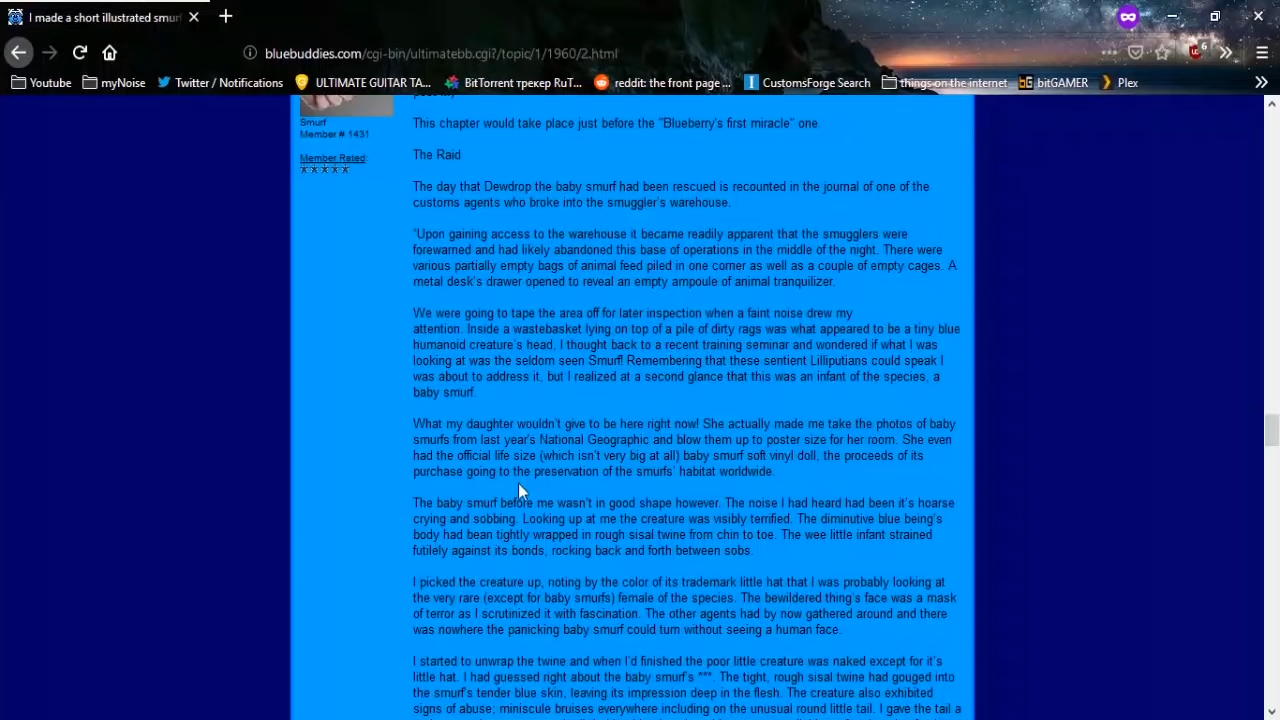 I made a short illustrated smurf
bluebuddies.com/cgi-bin/ultimatebb.cgi?/topic/1/1960/2.html
6
Youtube myNoise Twitter / Notifications ULTIMATE GUITAR TA... BitTorrent трекер RuT... reddit: the front page ... CustomsForge Search things on the internet bitGAMER Plex
Smurf
Member # 1431
Member Rated:
This chapter would take place just before the "Blueberry's first miracle" one.
The Raid
The day that Dewdrop the baby smurf had been rescued is recounted in the journal of one of the
customs agents who broke into the smuggler's warehouse.
"Upon gaining access to the warehouse it became readily apparent that the smugglers were
forewarned and had likely abandoned this base of operations in the middle of the night. There were
various partially empty bags of animal feed piled in one corner as well as a couple of empty cages. A
metal desk's drawer opened to reveal an empty ampoule of animal tranquilizer.
We were going to tape the area off for later inspection when a faint noise drew my
attention. Inside a wastebasket lying on top of a pile of dirty rags was what appeared to be a tiny blue
humanoid creature's head, I thought back to a recent training seminar and wondered if what I was
looking at was the seldom seen Smurf! Remembering that these sentient Lilliputians could speak I
was about to address it, but I realized at a second glance that this was an infant of the species, a
baby smurf.
What my daughter wouldn't give to be here right now! She actually made me take the photos of baby
smurfs from last year's National Geographic and blow them up to poster size for her room. She even
had the official life size (which isn't very big at all) baby smurf soft vinyl doll, the proceeds of its
purchase going to the preservation of the smurfs' habitat worldwide.
The baby smurf before me wasn't in good shape however. The noise I had heard had been it's hoarse
crying and sobbing. Looking up at me the creature was visibly terrified. The diminutive blue being's
body had bean tightly wrapped in rough sisal twine from chin to toe. The wee little infant strained
futilely against its bonds, rocking back and forth between sobs.
I picked the creature up, noting by the color of its trademark little hat that I was probably looking at
the very rare (except for baby smurfs) female of the species. The bewildered thing's face was a mask
of terror as I scrutinized it with fascination. The other agents had by now gathered around and there
was nowhere the panicking baby smurf could turn without seeing a human face.
I started to unwrap the twine and when I'd finished the poor little creature was naked except for it's
little hat. I had guessed right about the baby smurf's ***. The tight, rough sisal twine had gouged into
the smurf's tender blue skin, leaving its impression deep in the flesh. The creature also exhibited
signs of abuse; miniscule bruises everywhere including on the unusual round little tail. I gave the tail a